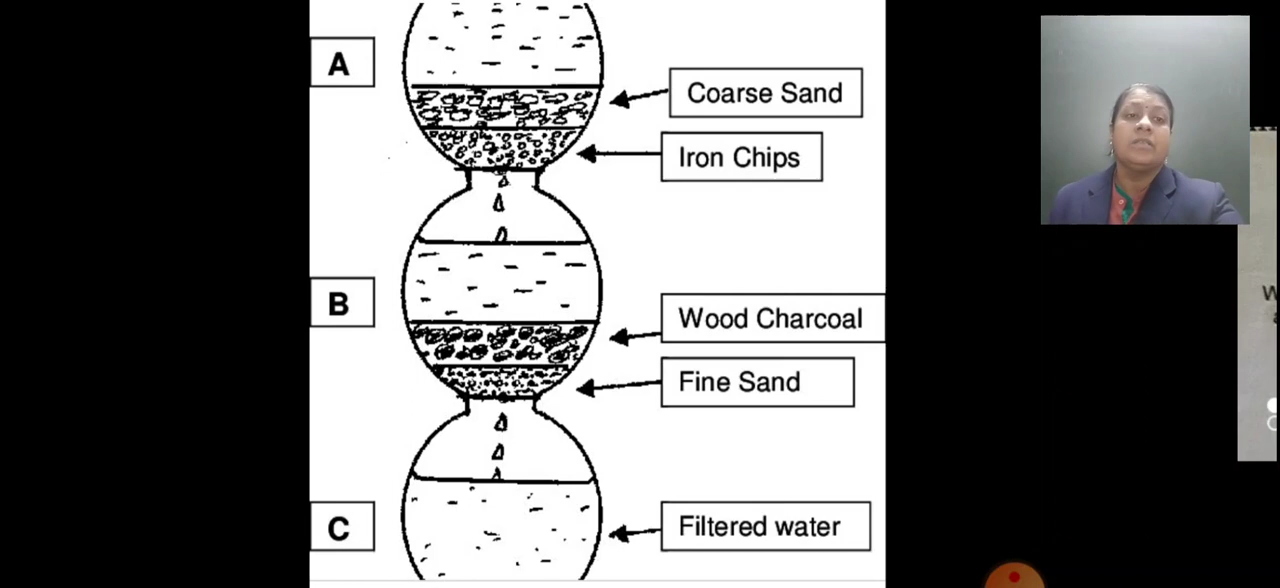 A
Coarse Sand
Iron Chips
B
Wood Charcoal
Fine Sand
C
Filtered water